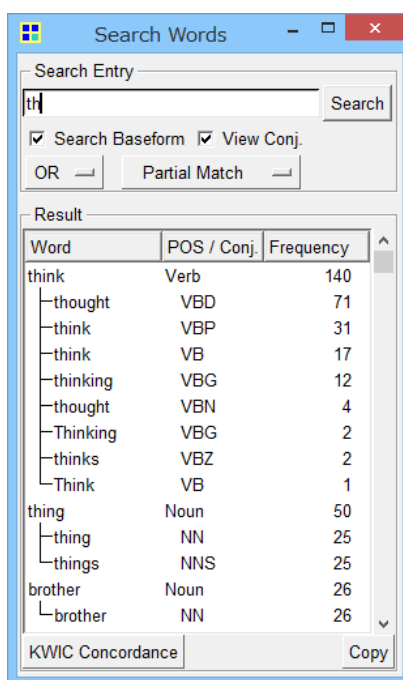 Search Words
Search Entry
th Search
Search Baseform View Conj.
OR Partial Match
Result
Word POS / Conj. Frequency
think Verb 140
thought VBD 71
think VBP 31
think VB 17
thinking VBG 12
thought VBN 4
Thinking VBG 2
thinks VBZ 2
Think VB 1
thing Noun 50
thing NN 25
things NNS 25
brother Noun 26
brother NN 26
KWIC Concordance Copy